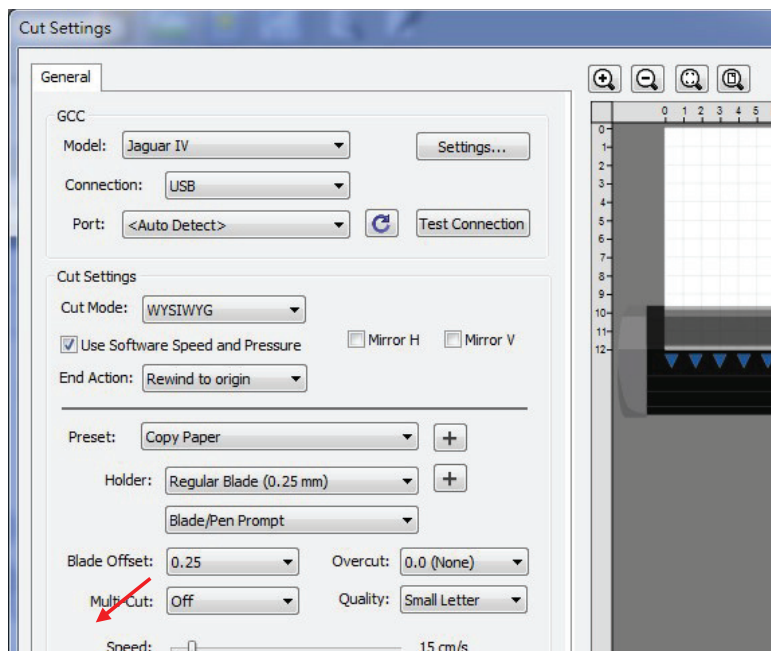 Cut Settings
General
GCC
Model: Jaguar IV Settings...
Connection: USB
Port: <Auto Detect> Test Connection
Cut Settings
Cut Mode: WYSIWYG
Use Software Speed and Pressure Mirror H Mirror V
End Action: Rewind to origin
Preset: Copy Paper
Holder: Regular Blade (0.25 mm)
Blade/Pen Prompt
Blade Offset: 0.25 Overcut: 0.0 (None)
Multi-Cut: Off Quality: Small Letter
Speed: 15 cm/s
0 1 2 3 4 5
0
1
2
3
4
5
6
7
8
9
10
11
12